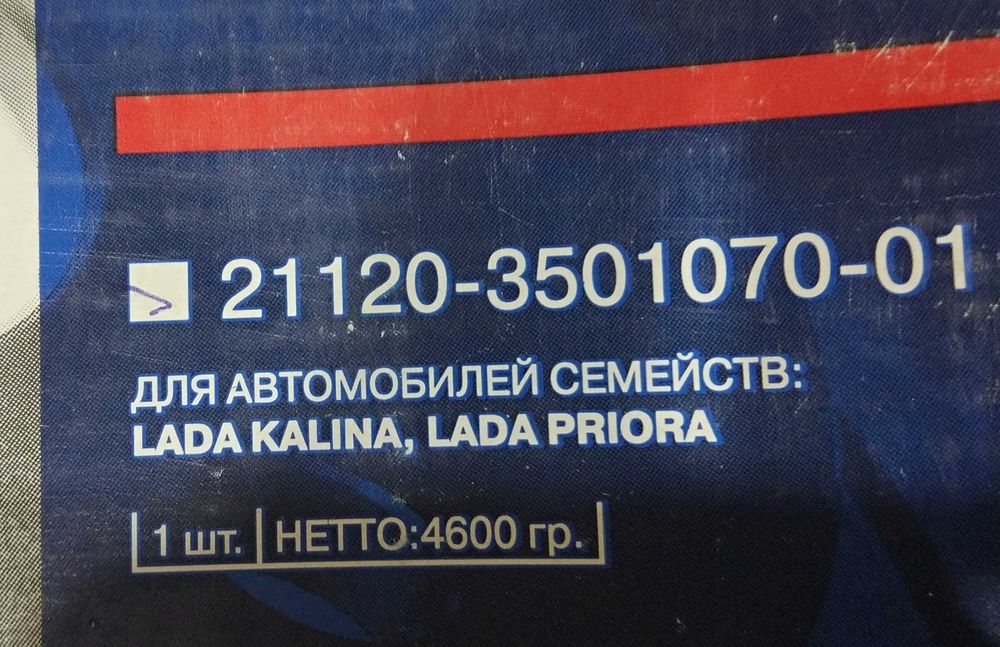 21120-3501070-01
ДЛЯ АВТОМОБИЛЕЙ СЕМЕЙСТВ:
LADA KALINA, LADA PRIORA
1 шт. НЕТТО:4600 гр.